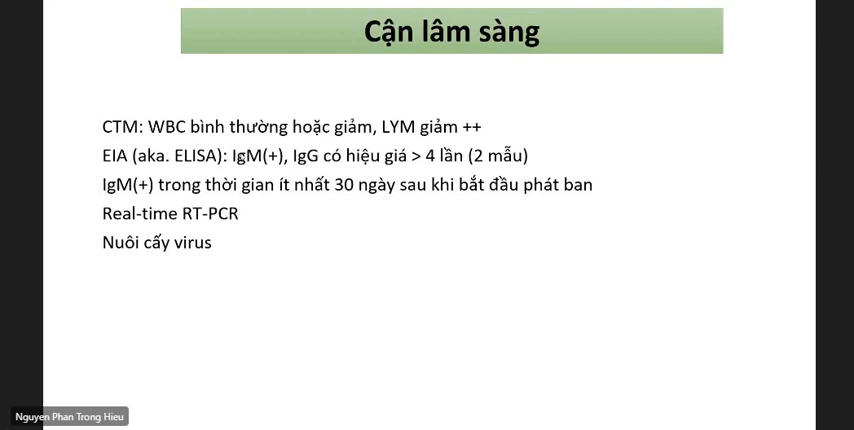 Cận lâm sàng
CTM: WBC bình thường hoặc giảm, LYM giảm ++
EIA (aka. ELISA): IgM(+), IgG có hiệu giá > 4 lần (2 mẫu)
IgM(+) trong thời gian ít nhất 30 ngày sau khi bắt đầu phát ban
Real-time RT-PCR
Nuôi cấy virus
Nguyen Phan Trong Hieu